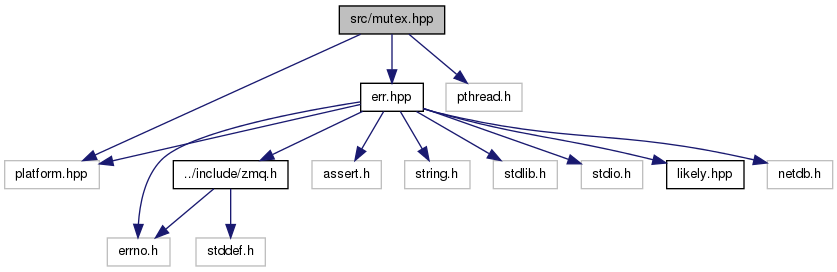 src/mutex.hpp
err.hpp
pthread.h
platform.hpp
../include/zmq.h
assert.h
string.h
stdlib.h
stdio.h
likely.hpp
netdb.h
errno.h
stddef.h